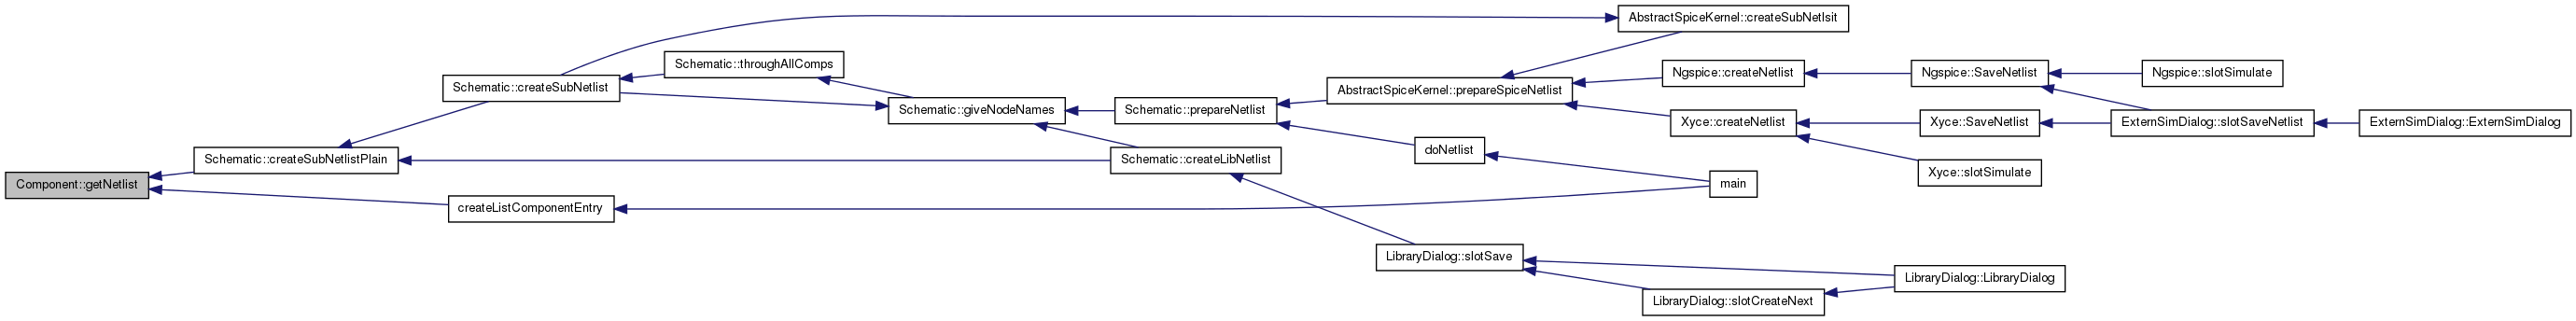 AbstractSpiceKernel::createSubNetlsit
Schematic::throughAllComps
Ngspice::createNetlist
Ngspice::SaveNetlist
Ngspice::slotSimulate
Schematic::createSubNetlist
AbstractSpiceKernel::prepareSpiceNetlist
Schematic::giveNodeNames
Schematic::prepareNetlist
Xyce::createNetlist
Xyce::SaveNetlist
ExternSimDialog::slotSaveNetlist
ExternSimDialog::ExternSimDialog
doNetlist
Schematic::createSubNetlistPlain
Schematic::createLibNetlist
Xyce::slotSimulate
Component::getNetlist
main
createListComponentEntry
LibraryDialog::slotSave
LibraryDialog::LibraryDialog
LibraryDialog::slotCreateNext